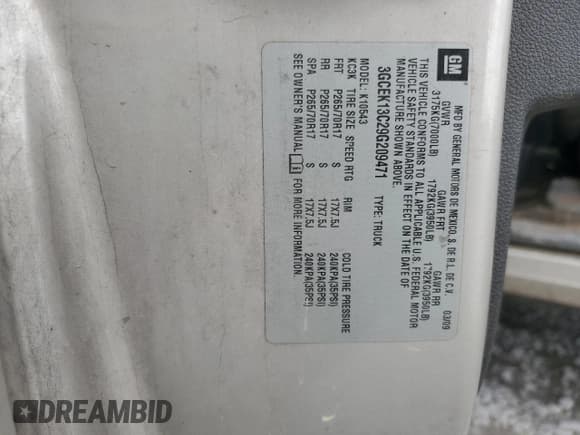 GM
MFD BY GENERAL MOTORS DE MEXICO, S. DE R.L. DE C.V. 03/09
GVWR GAWR FRT GAWR RR
3175KG(7000LB) 1792KG(3950LB) 1792KG(3950LB)
THIS VEHICLE CONFORMS TO ALL APPLICABLE U.S. FEDERAL MOTOR
VEHICLE SAFETY STANDARDS IN EFFECT ON THE DATE OF
MANUFACTURE SHOWN ABOVE.
3GCEK13C29G209471 TYPE: TRUCK
MODEL: K10543
KC3K TIRE SIZE SPEED RTG RIM COLD TIRE PRESSURE
FRT P265/70R17 S 17X7.5J 240KPA(35PSI)
RR P265/70R17 S 17X7.5J 240KPA(35PSI)
SPA P265/70R17 S 17X7.5J 240KPA(35PSI)
SEE OWNER'S MANUAL FOR MORE INFORMATION.
DREAMBID